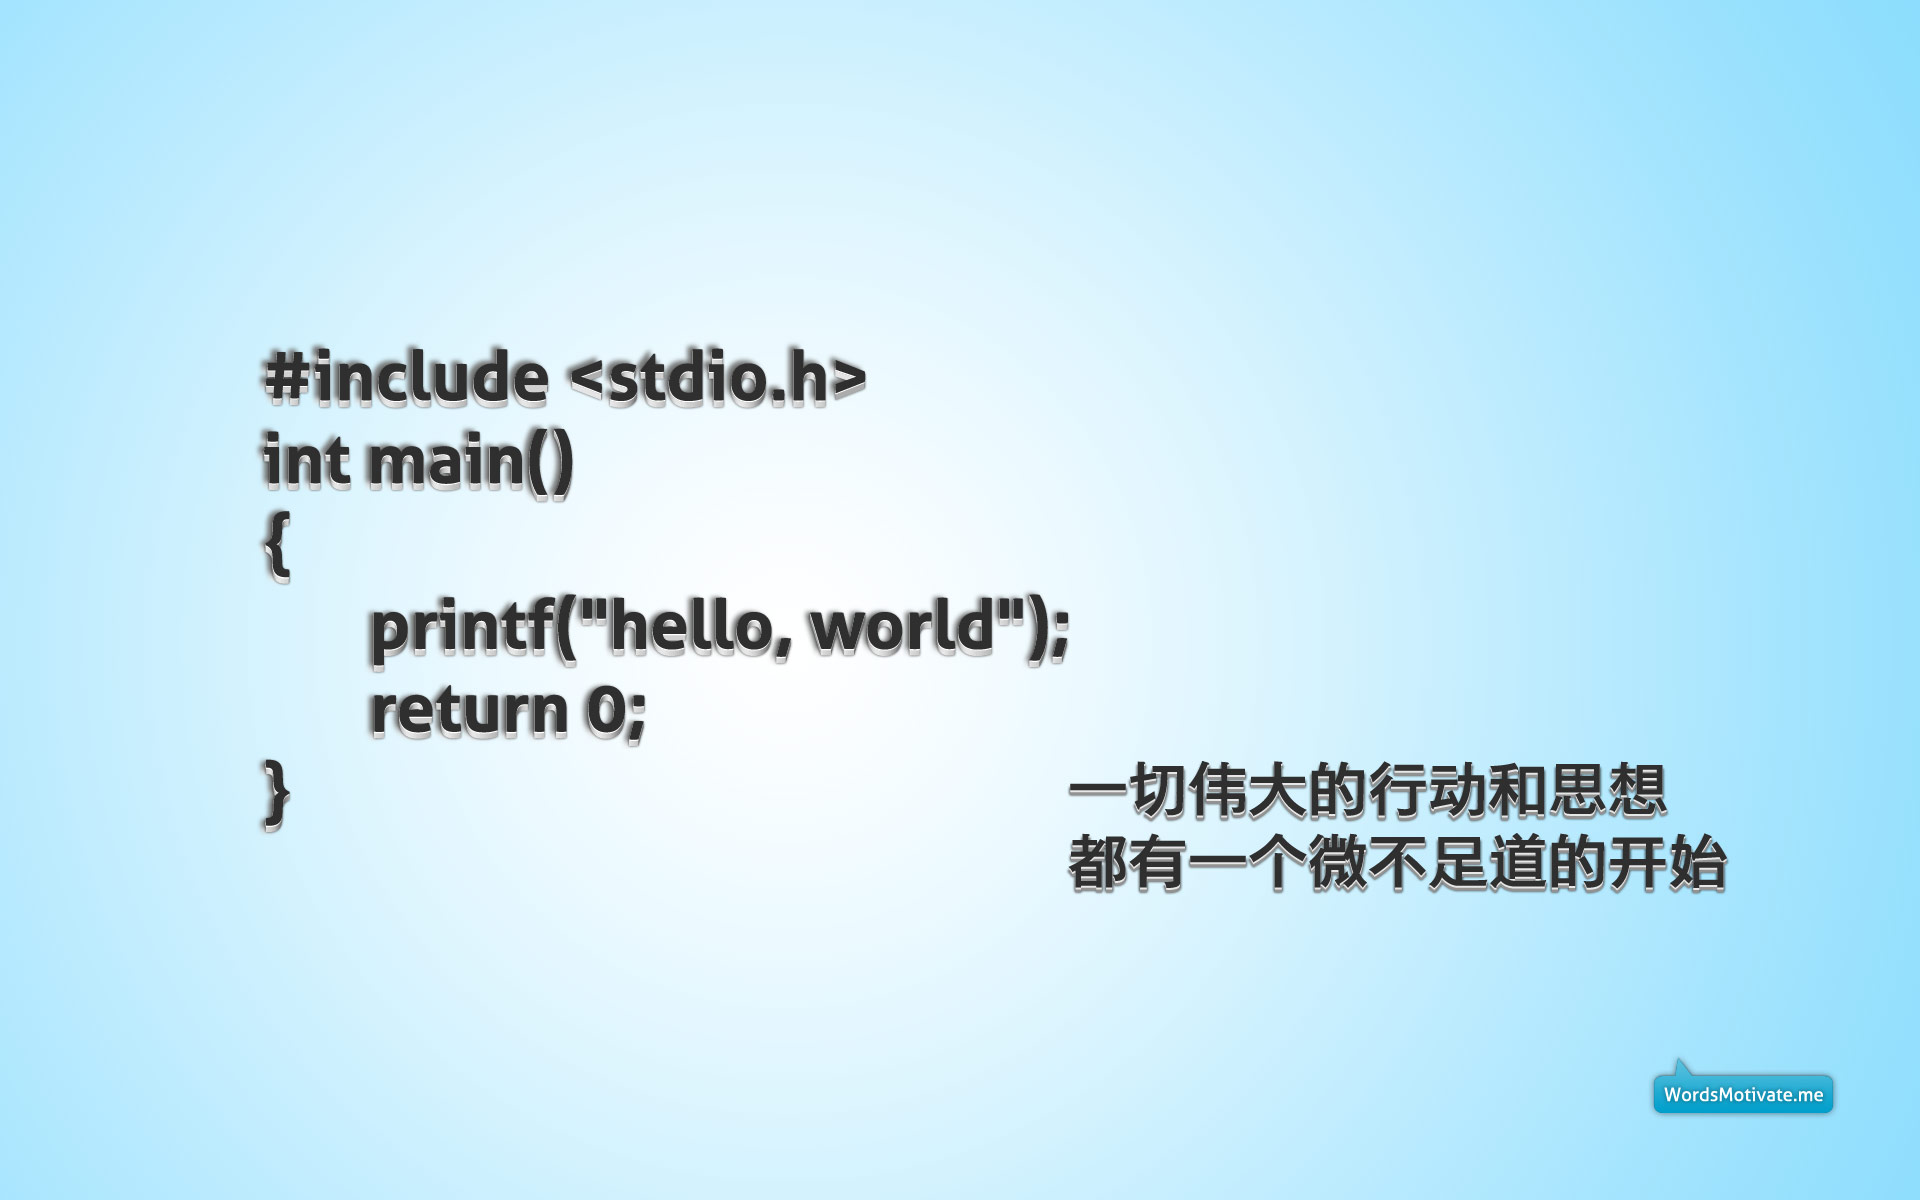 #include <stdio.h>
int main()
{
printf("hello, world");
return 0;
}
一切伟大的行动和思想
都有一个微不足道的开始
WordsMotivate.me